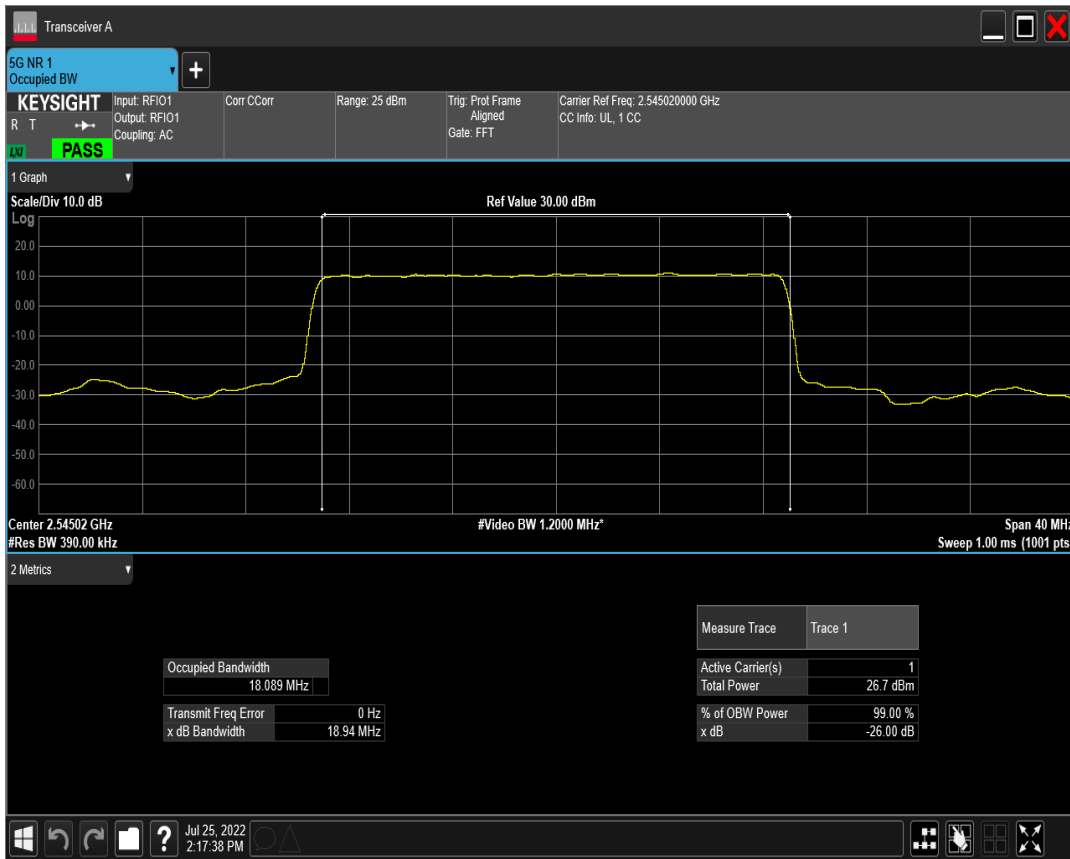 Transceiver A
5G NR 1
Occupied BW
KEYSIGHT
R T
LXI
PASS
Input: RFIO1
Output: RFIO1
Coupling: AC
Corr CCorr
Range: 25 dBm
Trig: Prot Frame
Aligned
Gate: FFT
Carrier Ref Freq: 2.545020000 GHz
CC Info: UL, 1 CC
1 Graph
Scale/Div 10.0 dB
Ref Value 30.00 dBm
Log
20.0
10.0
0.00
-10.0
-20.0
-30.0
-40.0
-50.0
-60.0
Center 2.54502 GHz
#Video BW 1.2000 MHz*
Span 40 MHz
#Res BW 390.00 kHz
Sweep 1.00 ms (1001 pts
2 Metrics
Measure Trace Trace 1
Occupied Bandwidth
18.089 MHz
Active Carrier(s) 1
Total Power 26.7 dBm
Transmit Freq Error 0 Hz
x dB Bandwidth 18.94 MHz
% of OBW Power 99.00 %
x dB -26.00 dB
?
Jul 25, 2022
2:17:38 PM